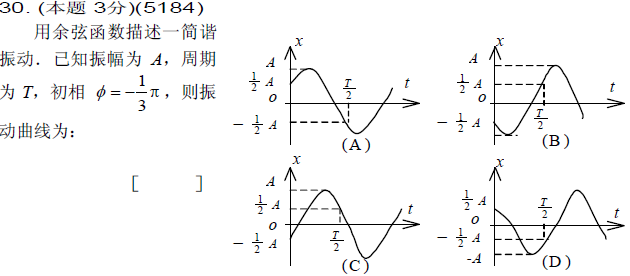 30. (本题 3分)(5184)
用余弦函数描述一简谐
振动. 已知振幅为 A, 周期
为 T, 初相 ϕ=-1/3 π, 则振
动曲线为:
[ ]
x
A
1/2 A
o
- 1/2 A
T/2
t
(A)
x
A
1/2 A
o
- 1/2 A
T/2
t
(B)
x
A
1/2 A
o
- 1/2 A
T/2
t
(C)
x
1/2 A
o
- 1/2 A
-A
T/2
t
(D)